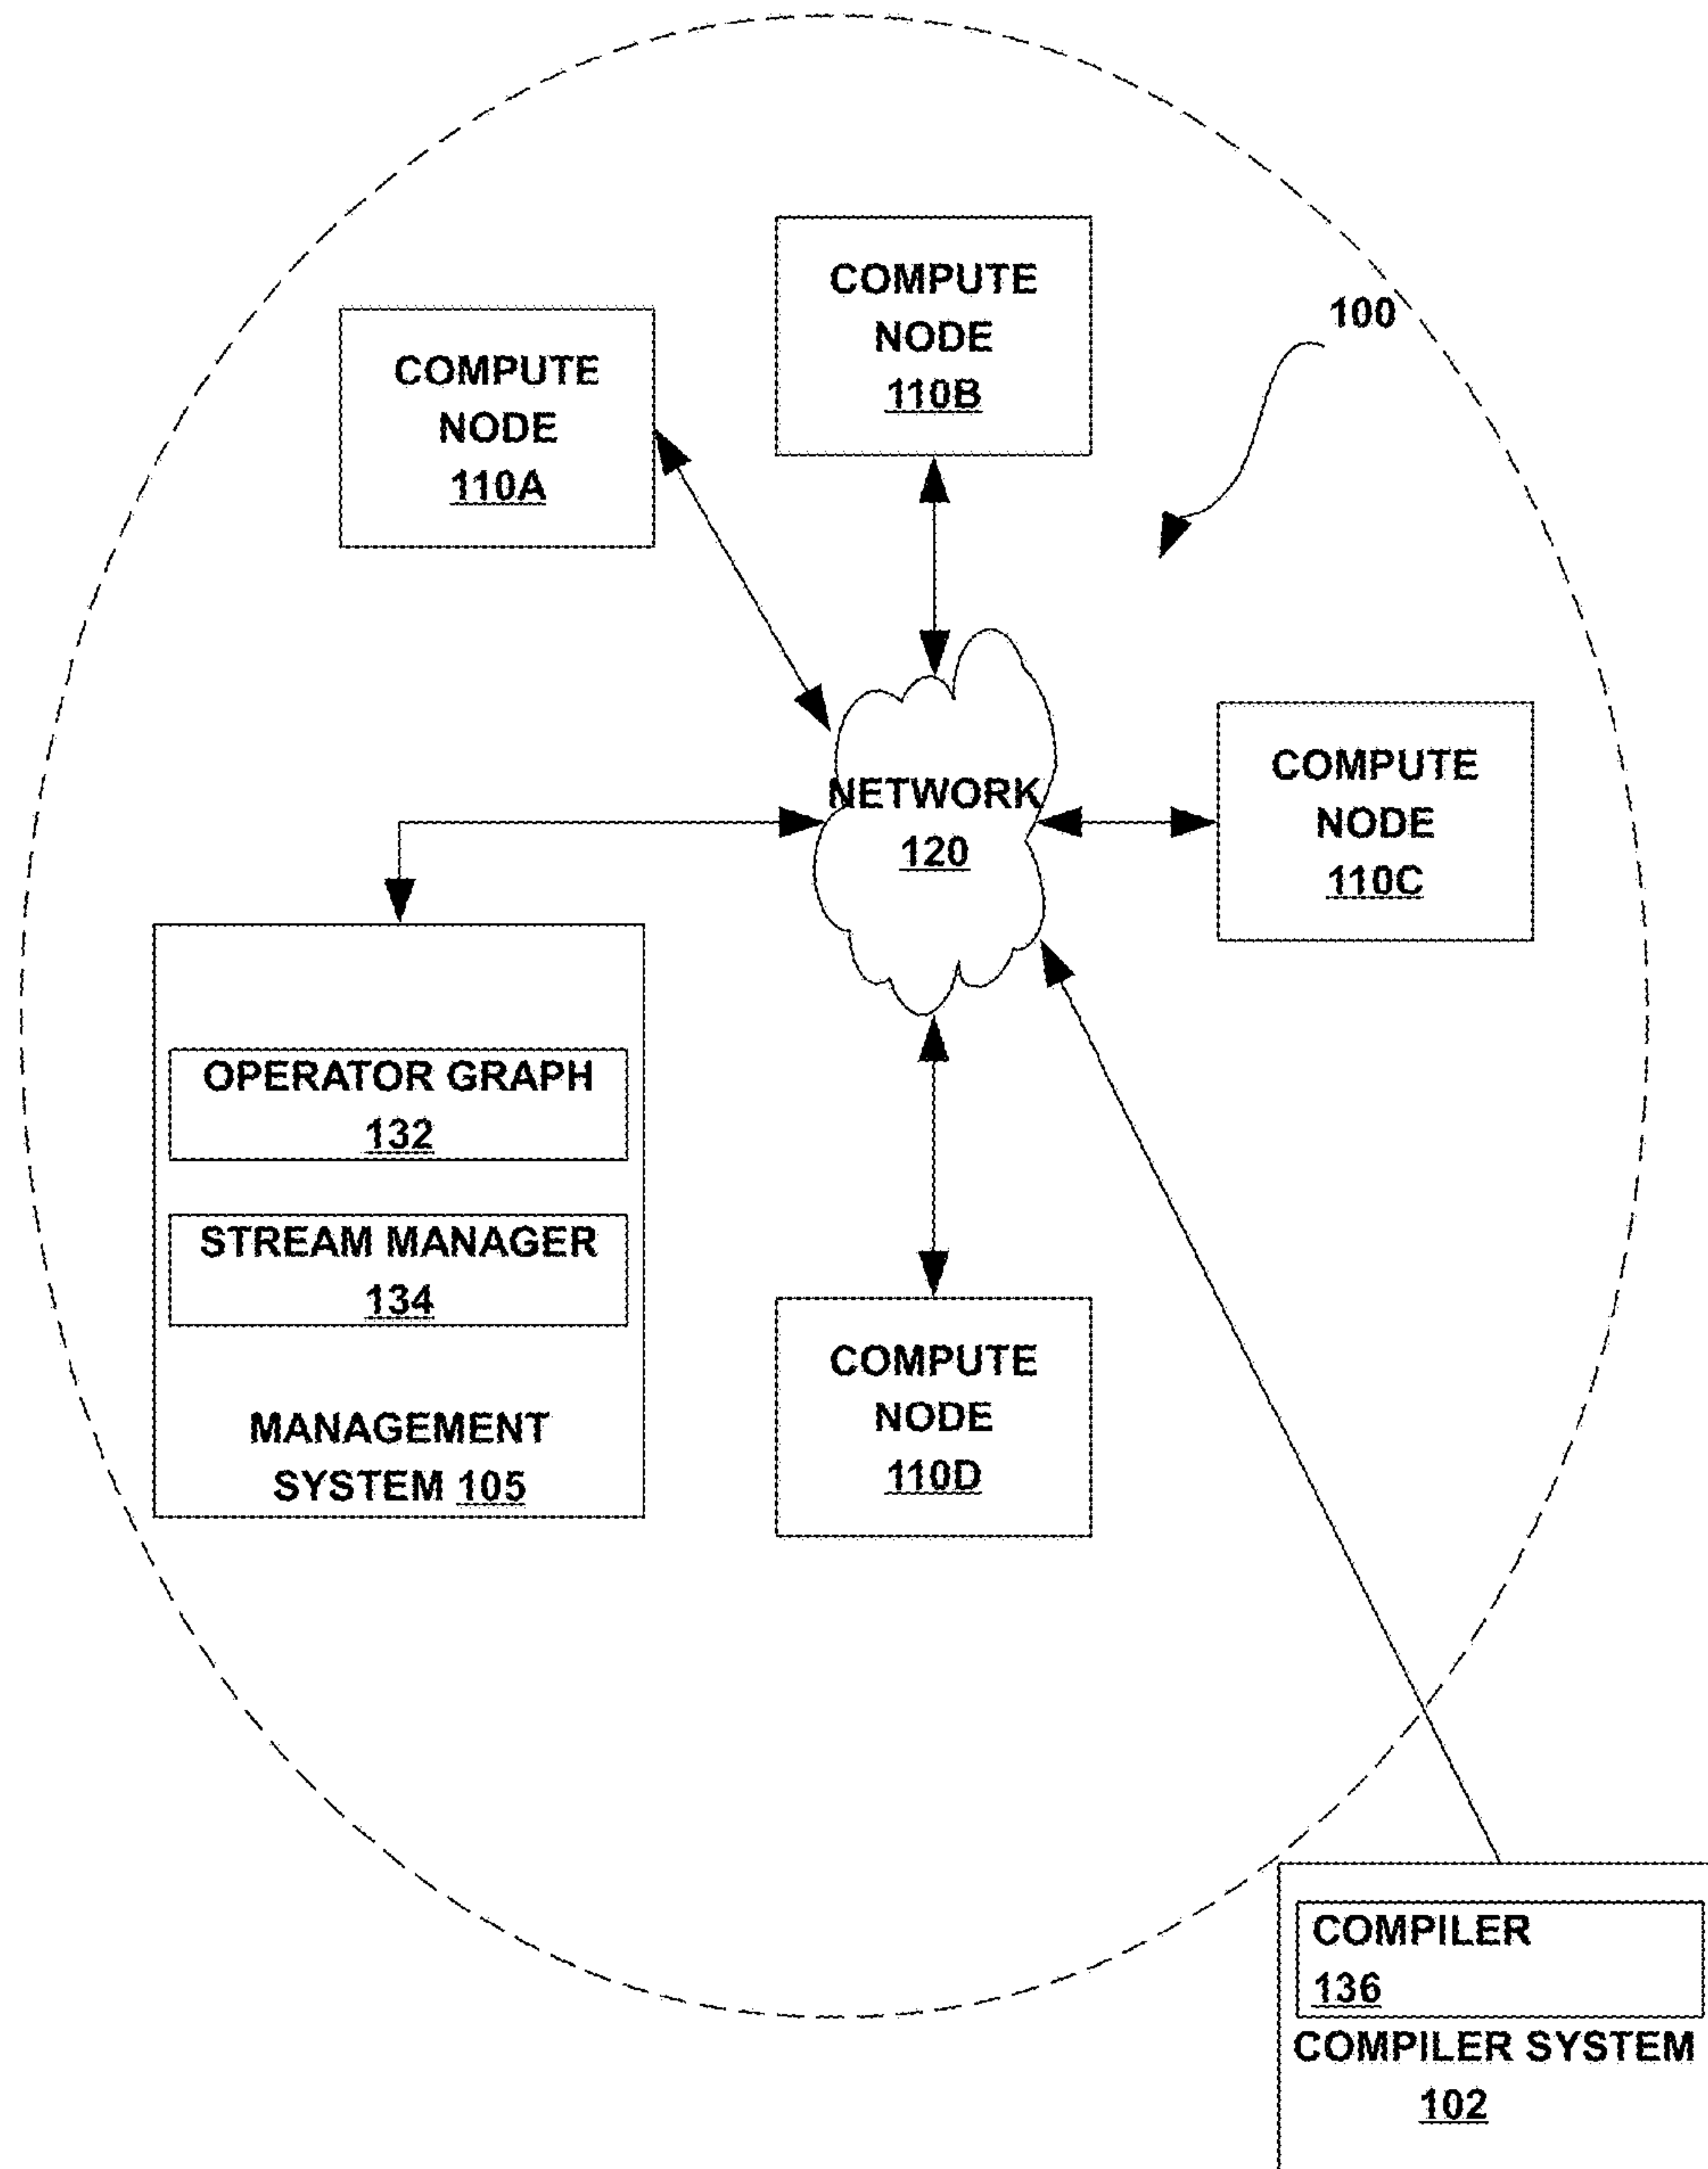 COMPUTE
NODE
110B
100
COMPUTE
NODE
110A
NETWORK
120
COMPUTE
NODE
110C
OPERATOR GRAPH
132
STREAM MANAGER
134
MANAGEMENT
SYSTEM 105
COMPUTE
NODE
110D
COMPILER
136
COMPILER SYSTEM
102